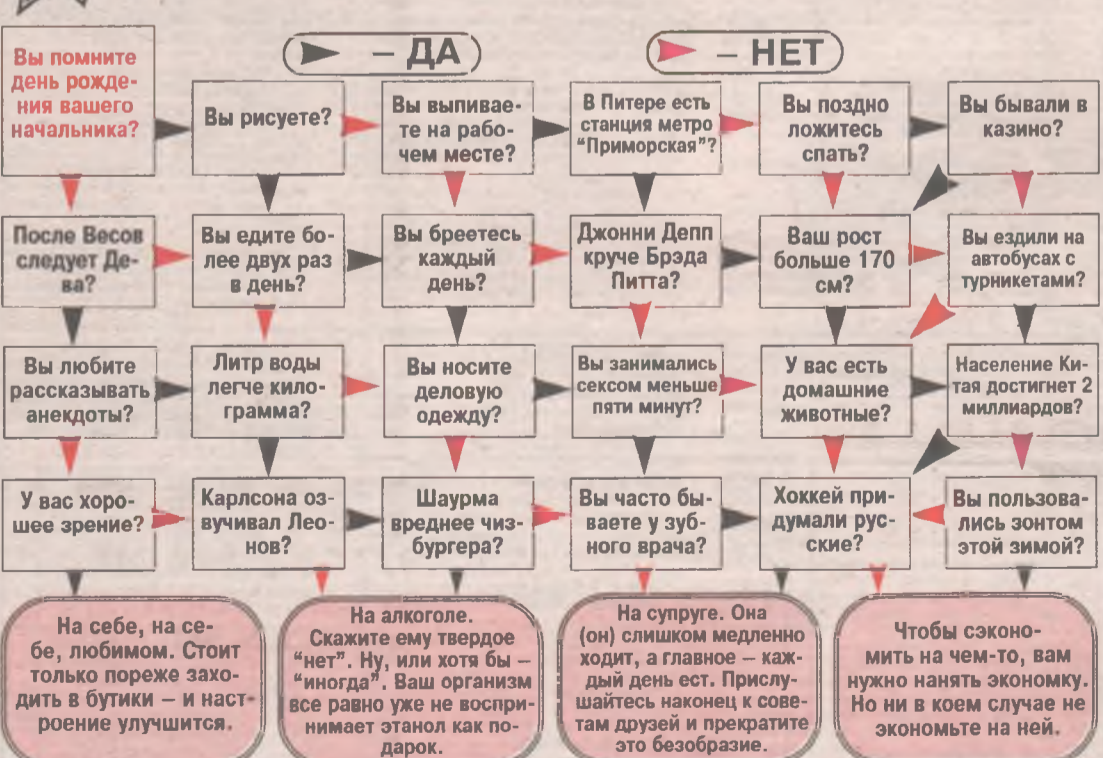 – ДА
– НЕТ
Вы помните
день рожде-
ния вашего
начальника?
Вы рисуете?
Вы выпивае-
те на рабо-
чем месте?
В Питере есть
станция метро
"Приморская"?
Вы поздно
ложитесь
спать?
Вы бывали в
казино?
После Весов
следует Де-
ва?
Вы едите бо-
лее двух раз
в день?
Вы бреетесь
каждый
день?
Джонни Депп
круче Брэда
Питта?
Ваш рост
больше 170
см?
Вы ездили на
автобусах с
турникетами?
Вы любите
рассказывать
анекдоты?
Литр воды
легче кило-
грамма?
Вы носите
деловую
одежду?
Вы занимались
сексом меньше
пяти минут?
У вас есть
домашние
животные?
Население Ки-
тая достигнет 2
миллиардов?
У вас хоро-
шее зрение?
Карлсона оз-
вучивал Лео-
нов?
Шаурма
вреднее чиз-
бургера?
Вы часто бы-
ваете у зуб-
ного врача?
Хоккей при-
думали рус-
ские?
Вы пользова-
лись зонтом
этой зимой?
На себе, на се-
бе, любимом. Стоит
только пореже захо-
дить в бутики – и наст-
роение улучшится.
На алкоголе.
Скажите ему твердое
"нет". Ну, или хотя бы –
"иногда". Ваш организм
все равно уже не воспри-
нимает этанол как по-
дарок.
На супруге. Она
(он) слишком медленно
ходит, а главное – каж-
дый день ест. Прислу-
шайтесь наконец к сове-
там друзей и прекратите
это безобразие.
Чтобы сэконо-
мить на чем-то, вам
нужно нанять экономку.
Но ни в коем случае не
экономьте на ней.